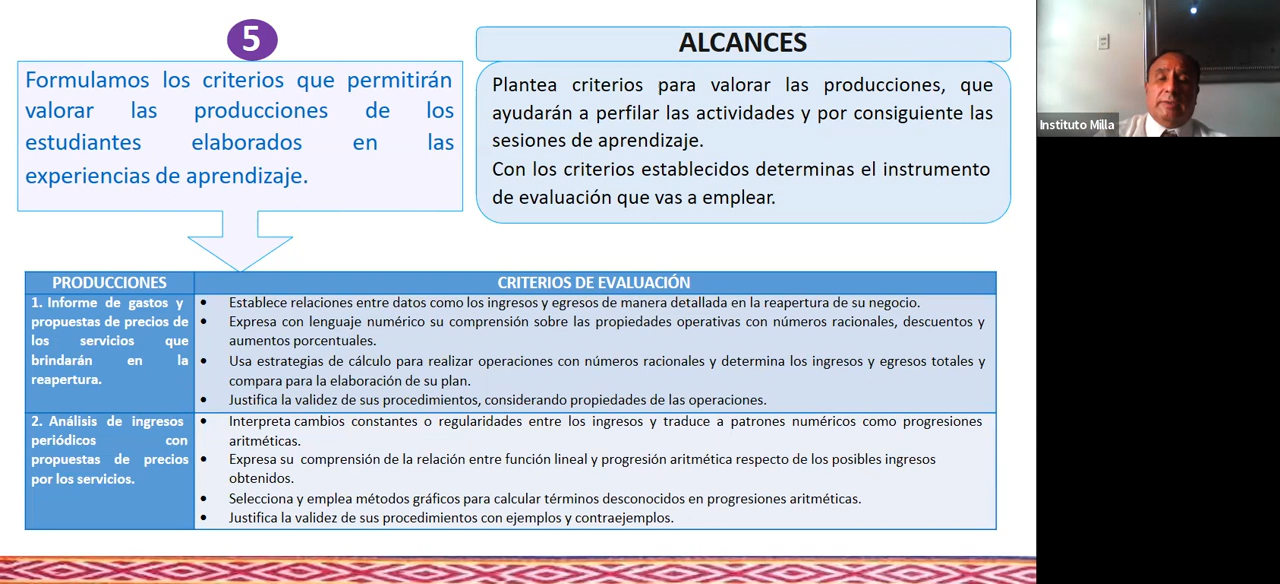 5
Formulamos los criterios que permitirán
valorar las producciones de los
estudiantes elaborados en las
experiencias de aprendizaje.
ALCANCES
Plantea criterios para valorar las producciones, que
ayudarán a perfilar las actividades y por consiguiente las
sesiones de aprendizaje.
Con los criterios establecidos determinas el instrumento
de evaluación que vas a emplear.
Instituto Milla
PRODUCCIONES
CRITERIOS DE EVALUACIÓN
1. Informe de gastos y
propuestas de precios de
los servicios que
brindarán en la
reapertura.
• Establece relaciones entre datos como los ingresos y egresos de manera detallada en la reapertura de su negocio.
• Expresa con lenguaje numérico su comprensión sobre las propiedades operativas con números racionales, descuentos y
aumentos porcentuales.
• Usa estrategias de cálculo para realizar operaciones con números racionales y determina los ingresos y egresos totales y
compara para la elaboración de su plan.
• Justifica la validez de sus procedimientos, considerando propiedades de las operaciones.
2. Análisis de ingresos
periódicos con
propuestas de precios
por los servicios.
• Interpreta cambios constantes o regularidades entre los ingresos y traduce a patrones numéricos como progresiones
aritméticas.
• Expresa su comprensión de la relación entre función lineal y progresión aritmética respecto de los posibles ingresos
obtenidos.
• Selecciona y emplea métodos gráficos para calcular términos desconocidos en progresiones aritméticas.
• Justifica la validez de sus procedimientos con ejemplos y contraejemplos.